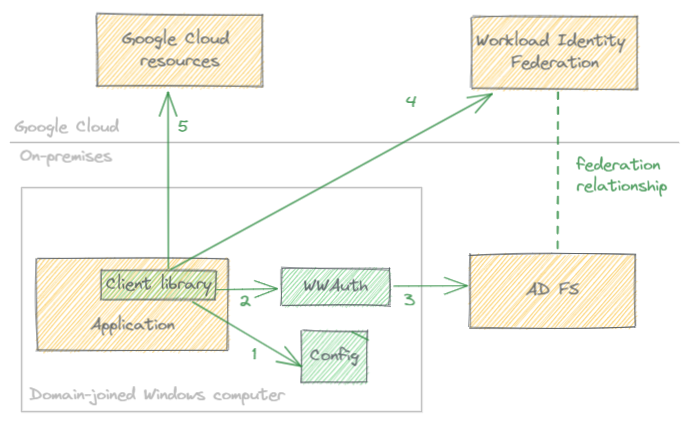 Google Cloud
resources
Workload Identity
Federation
4
5
Google Cloud
On-premises
federation
relationship
Client library
WWAuth
AD FS
2
3
Application
1
Config
Domain-joined Windows computer